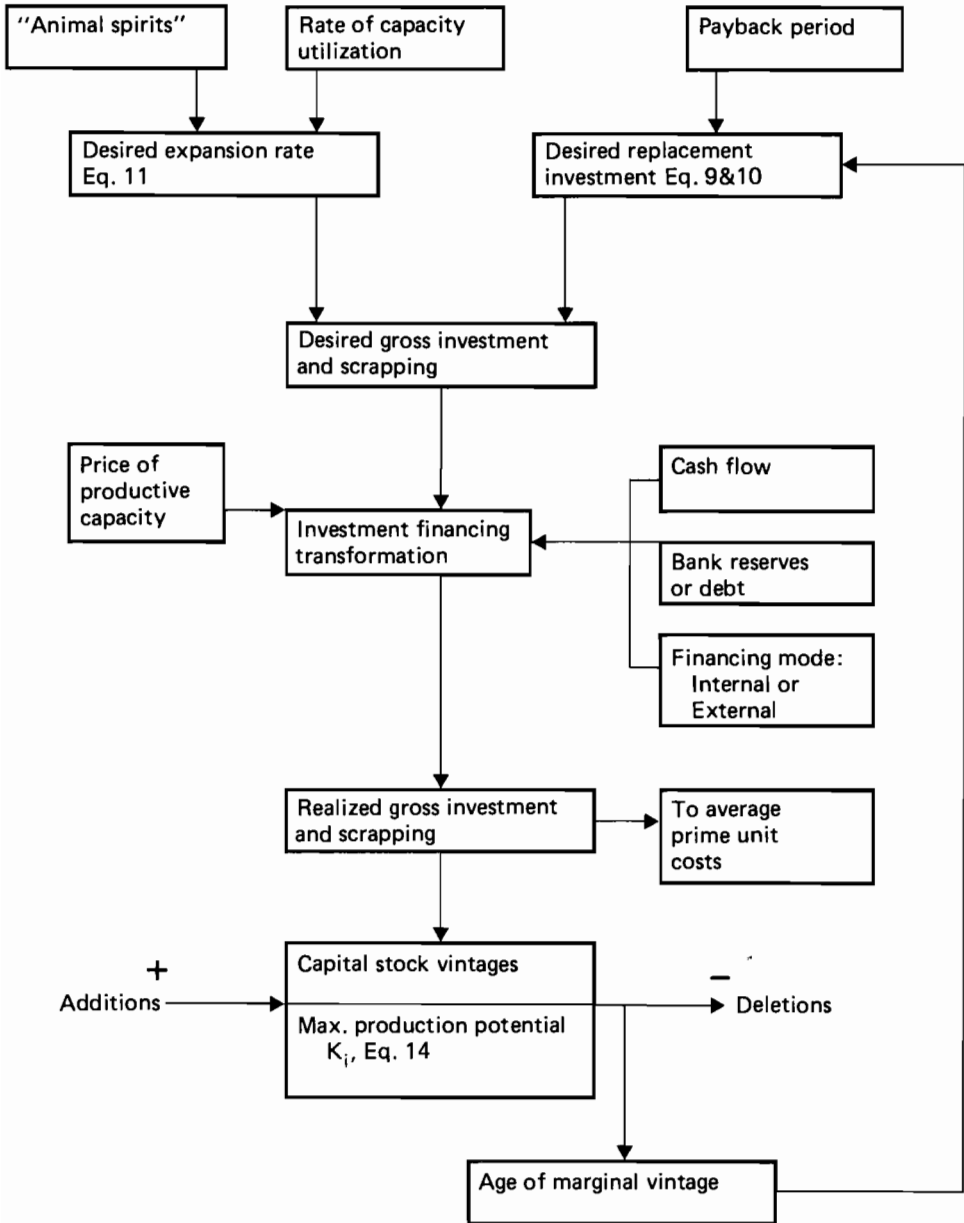 "Animal spirits"
Rate of capacity
utilization
Payback period
Desired expansion rate
Eq. 11
Desired replacement
investment Eq. 9&10
Desired gross investment
and scrapping
Price of
productive
capacity
Investment financing
transformation
Cash flow
Bank reserves
or debt
Financing mode:
Internal or
External
Realized gross investment
and scrapping
To average
prime unit
costs
+
Additions
Capital stock vintages
Max. production potential
Ki, Eq. 14
−
Deletions
Age of marginal vintage